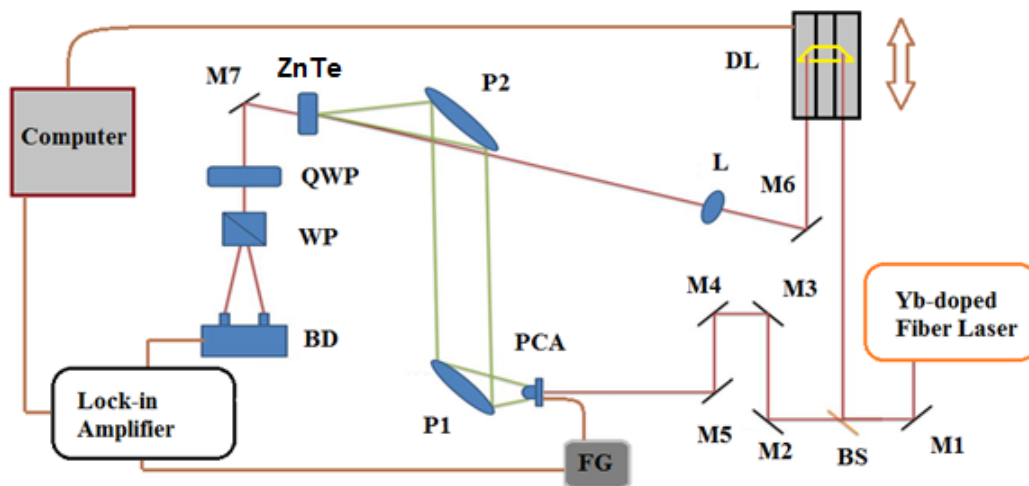 M7
ZnTe
P2
DL
Computer
QWP
L
M6
WP
M4
M3
Yb-doped
Fiber Laser
BD
PCA
Lock-in
Amplifier
P1
M5
M2
BS
M1
FG